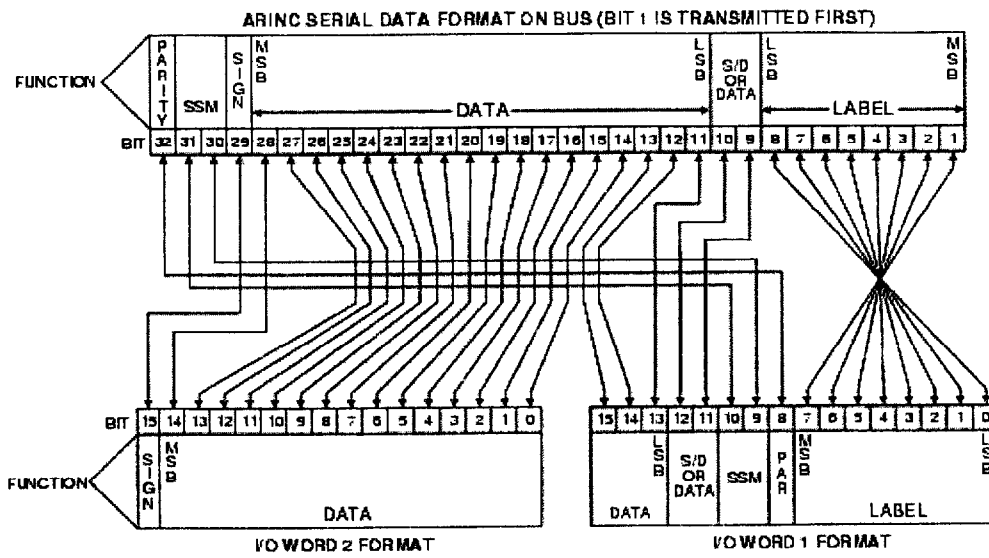 ARINC SERIAL DATA FORMAT ON BUS (BIT 1 IS TRANSMITTED FIRST)
FUNCTION
PARITY
SSM
SIGN
MSB
DATA
LSB
S/D OR DATA
LSB
LABEL
MSB
BIT 32 31 30 29 28 27 26 25 24 23 22 21 20 19 18 17 16 15 14 13 12 11 10 9 8 7 6 5 4 3 2 1
BIT 15 14 13 12 11 10 9 8 7 6 5 4 3 2 1 0
FUNCTION
SIGN
MSB
DATA
I/O WORD 2 FORMAT
15 14 13 12 11 10 9 8 7 6 5 4 3 2 1 0
DATA
LSB
S/D OR DATA
SSM
PAR
MSB
LABEL
LSB
I/O WORD 1 FORMAT